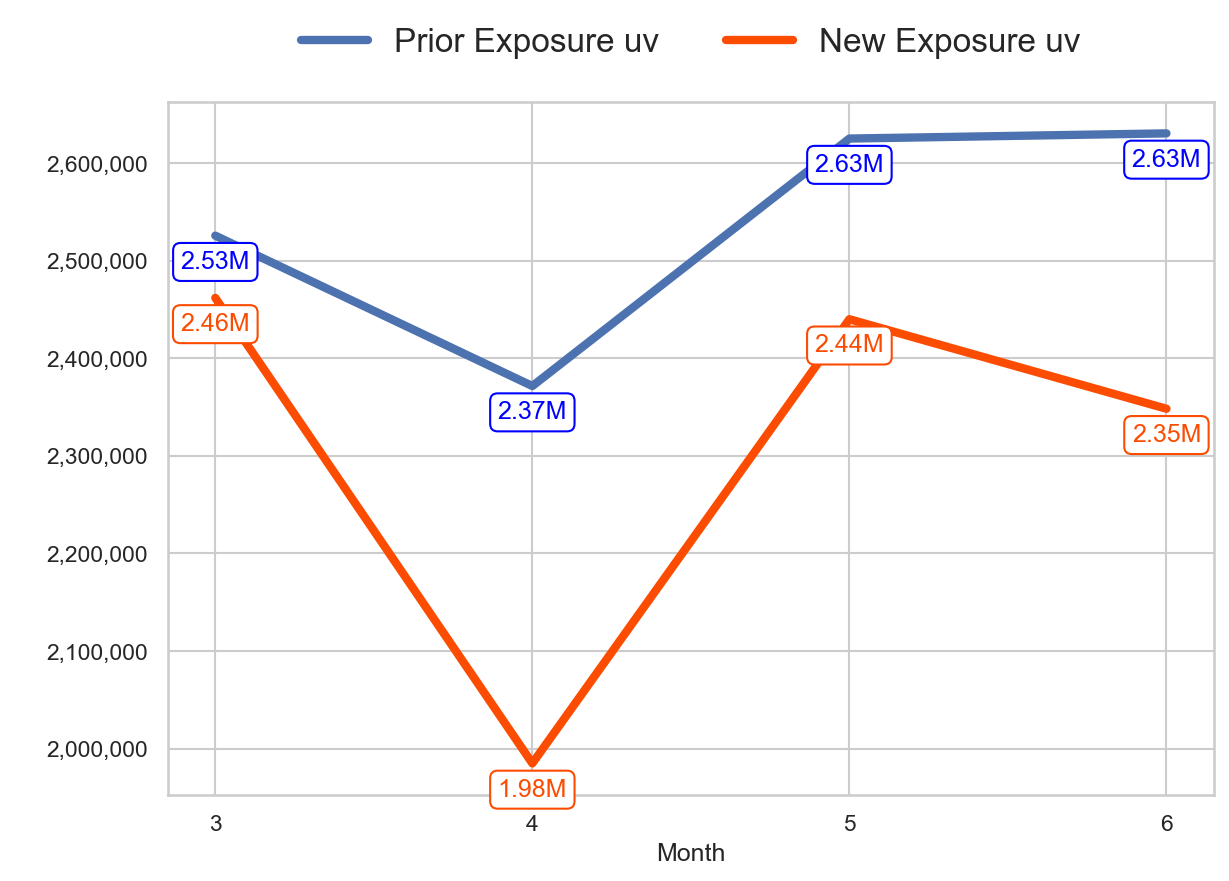 Prior Exposure uv New Exposure uv
2,600,000
2.63M 2.63M
2,500,000
2.53M
2.46M
2.44M
2,400,000
2.37M
2.35M
2,300,000
2,200,000
2,100,000
2,000,000
1.98M
3 4 5 6
Month